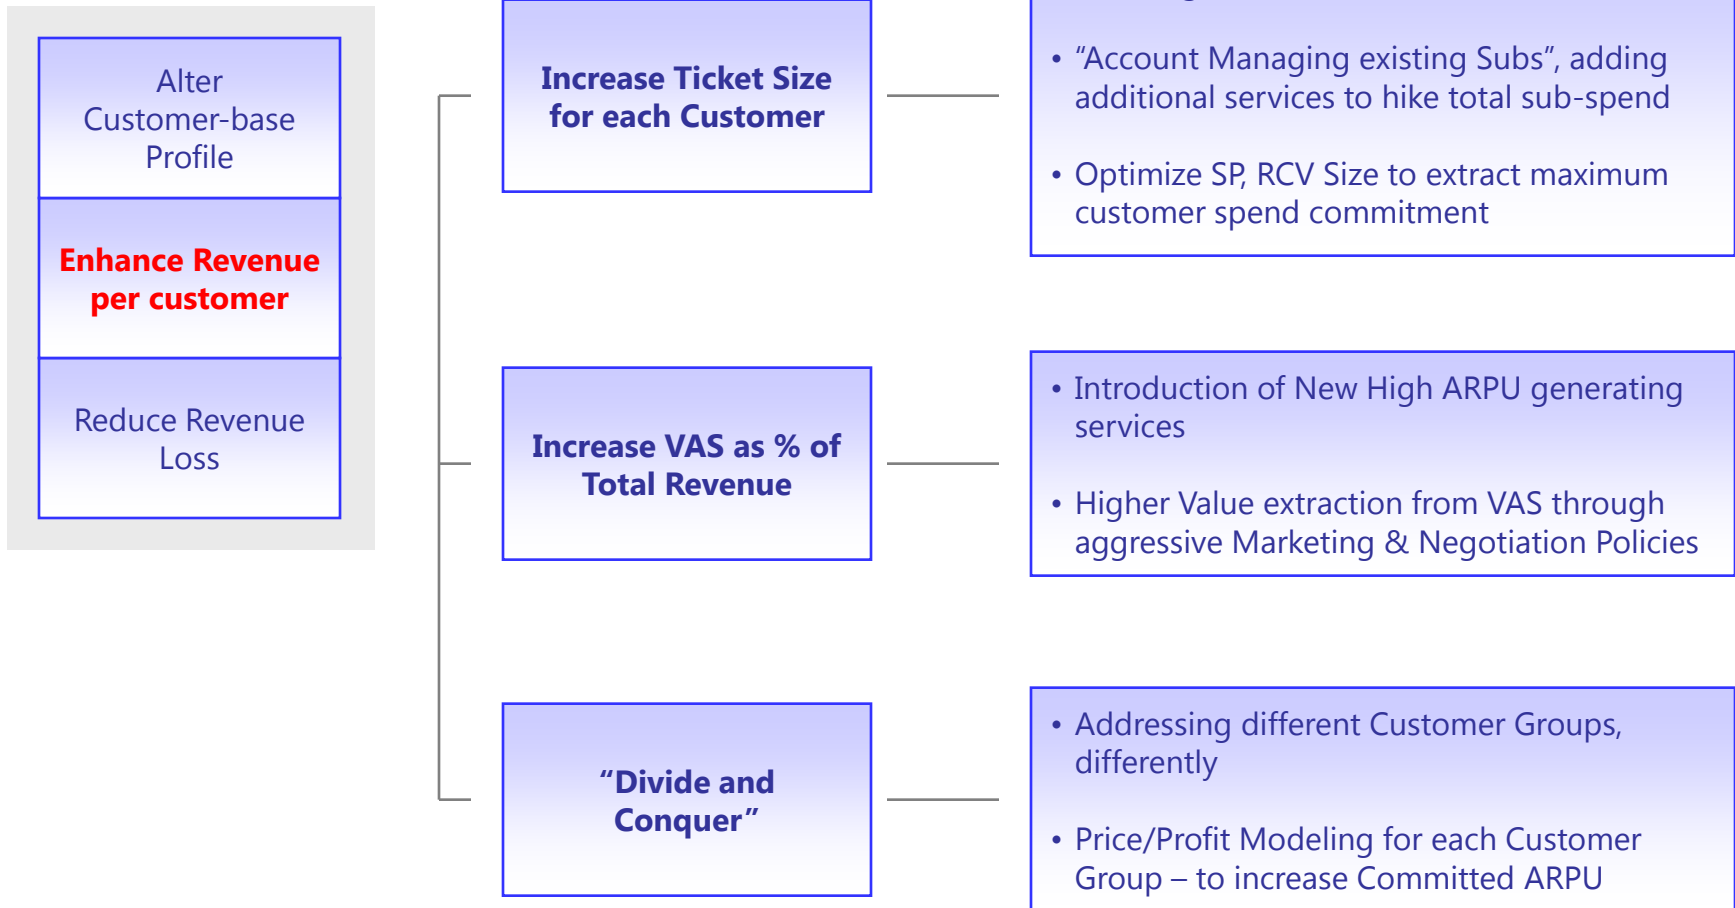 Alter
Customer-base
Profile
Enhance Revenue
per customer
Reduce Revenue
Loss
Increase Ticket Size
for each Customer
• “Account Managing existing Subs”, adding
additional services to hike total sub-spend
• Optimize SP, RCV Size to extract maximum
customer spend commitment
Increase VAS as % of
Total Revenue
• Introduction of New High ARPU generating
services
• Higher Value extraction from VAS through
aggressive Marketing & Negotiation Policies
“Divide and
Conquer”
• Addressing different Customer Groups,
differently
• Price/Profit Modeling for each Customer
Group – to increase Committed ARPU